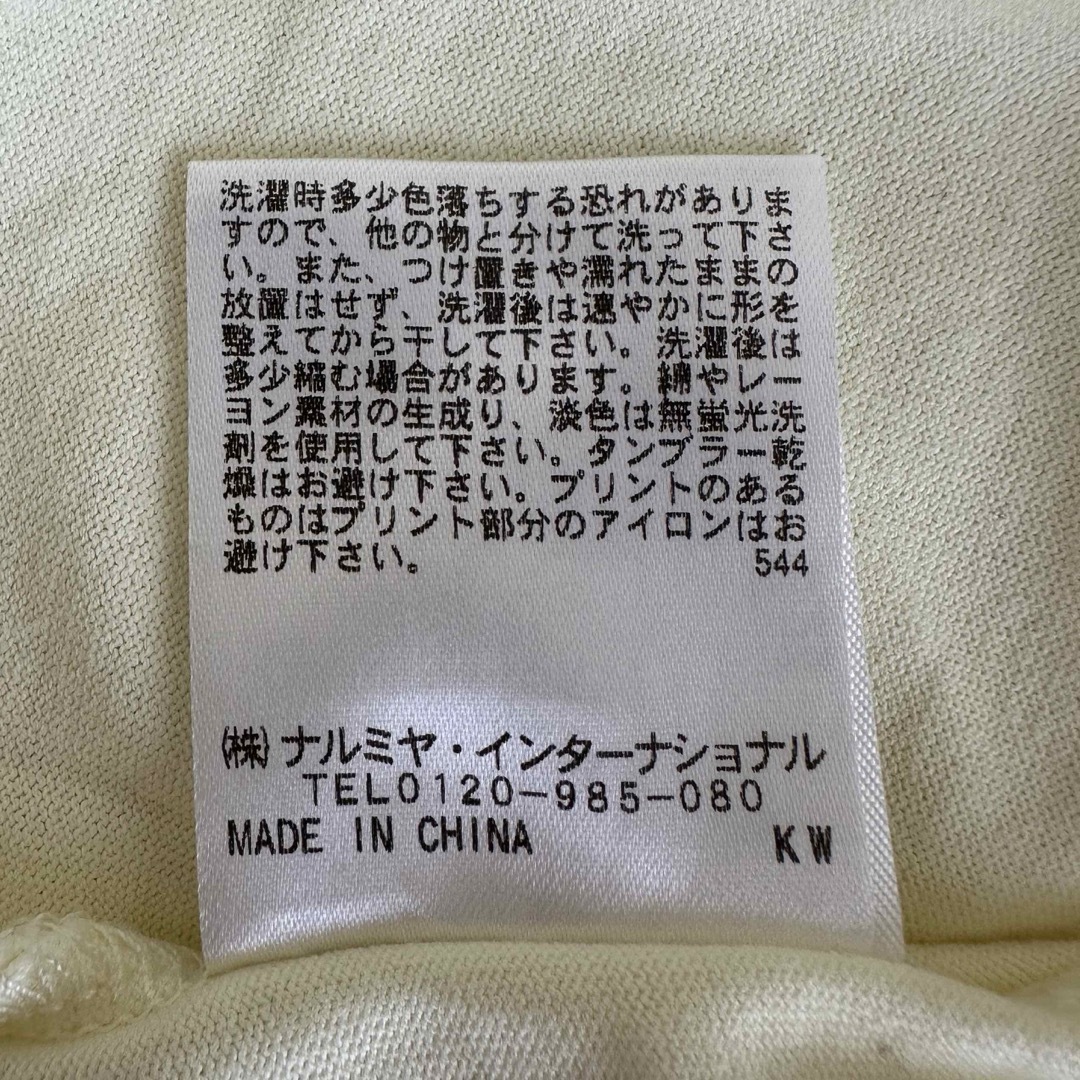 洗濯時多少色落ちする恐れがありま
すので、他の物と分けて洗って下さ
い。また、つけ置きや濡れたままの
放置はせず、洗濯後は速やかに形を
整えてから干して下さい。洗濯後は
多少縮む場合があります。綿やレー
ヨン素材の生成り、淡色は無蛍光洗
剤を使用して下さい。タンブラー乾
燥はお避け下さい。プリントのある
ものはプリント部分のアイロンはお
避け下さい。 544
(株)ナルミヤ・インターナショナル
TEL0120-985-080
MADE IN CHINA KW